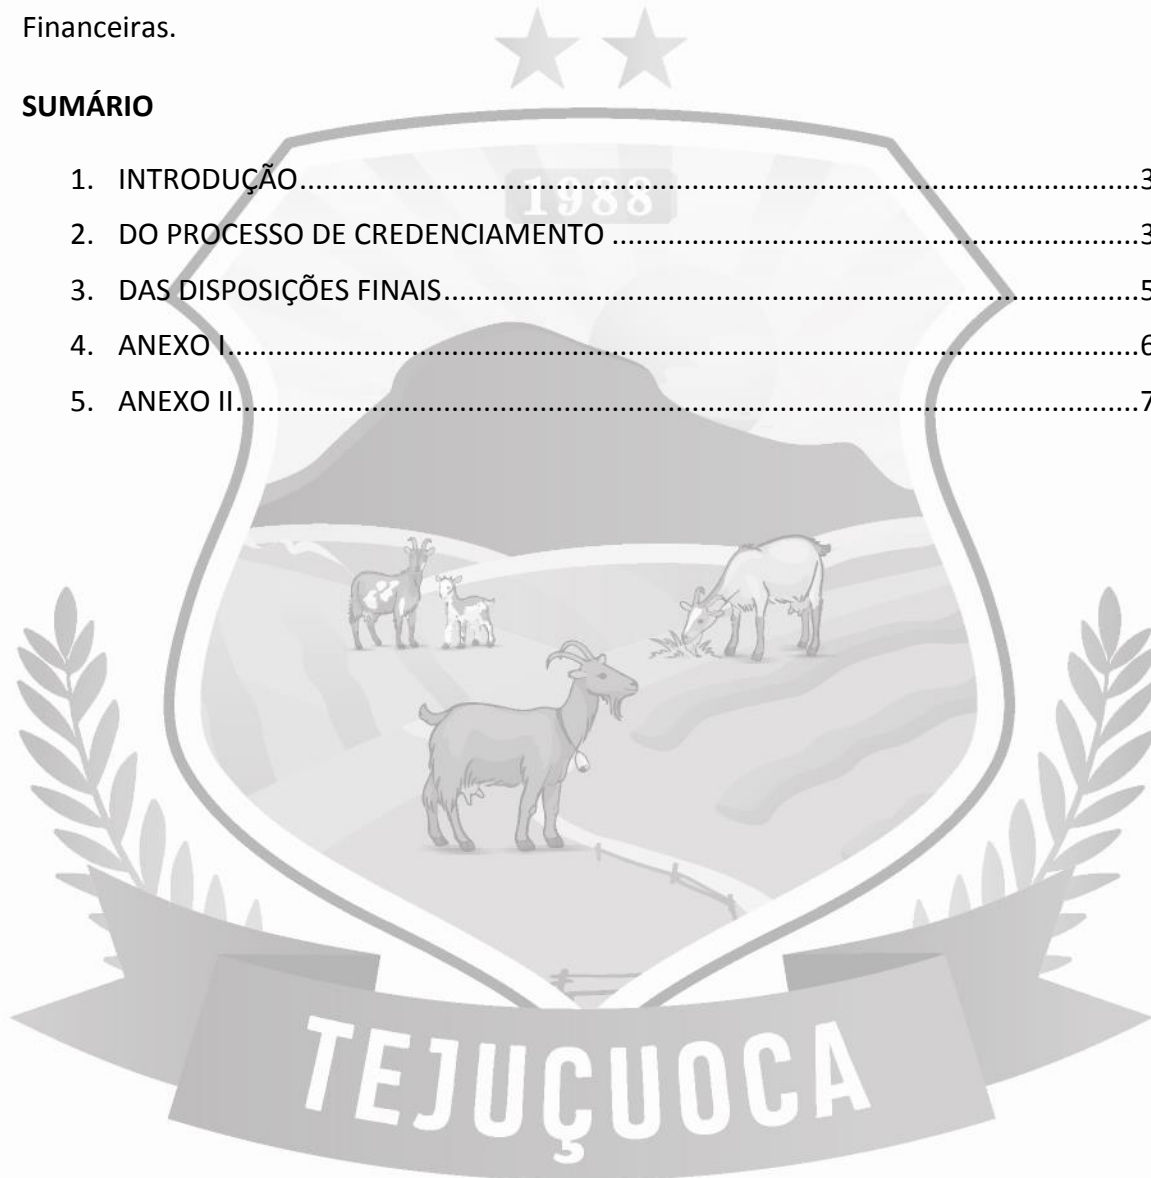 Financeiras.
SUMÁRIO
1988
1. INTRODUÇÃO.......................................................................................................3
2. DO PROCESSO DE CREDENCIAMENTO ...................................................................3
3. DAS DISPOSIÇÕES FINAIS.........................................................................................5
4. ANEXO I....................................................................................................................6
5. ANEXO II...................................................................................................................7
TEJUÇUOCA